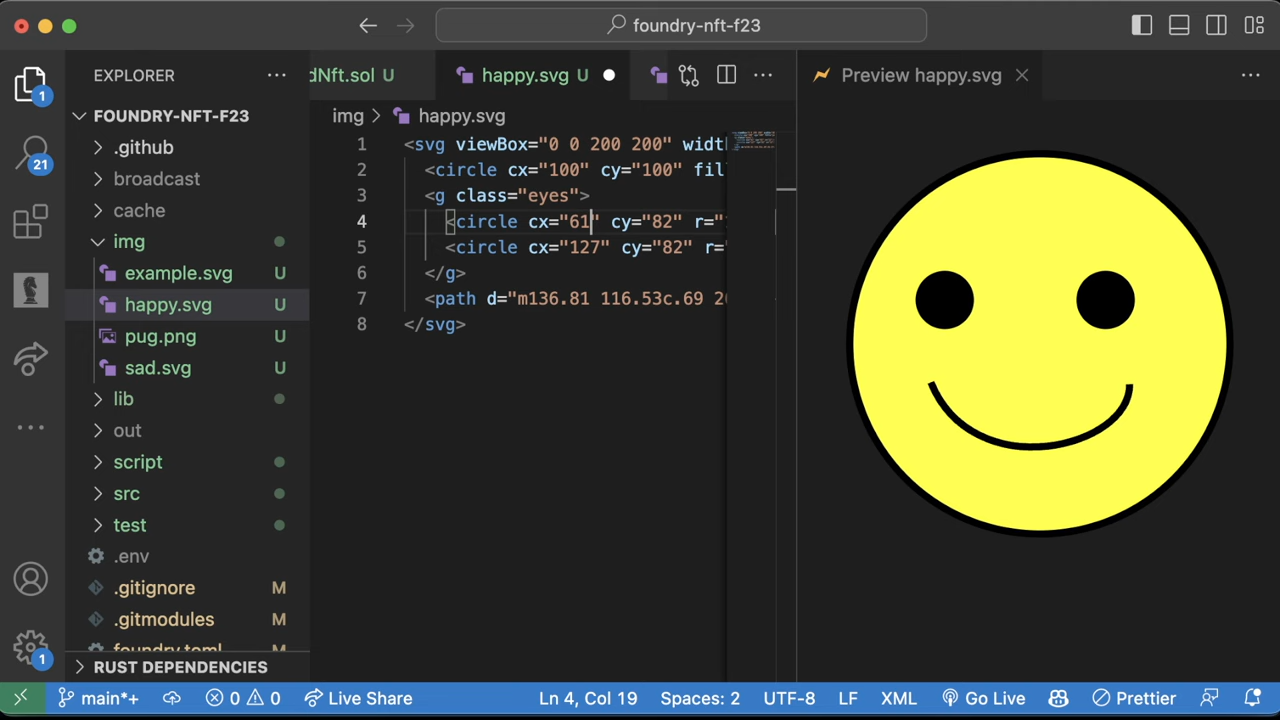 foundry-nft-f23
EXPLORER
dNft.sol U
happy.svg U
Preview happy.svg
1
21
1
FOUNDRY-NFT-F23
.github
broadcast
cache
img
example.svg U
happy.svg U
pug.png U
sad.svg U
lib
out
script
src
test
.env
.gitignore M
.gitmodules M
foundry.toml M
RUST DEPENDENCIES
img > happy.svg
1 <svg viewBox="0 0 200 200" widt
2 <circle cx="100" cy="100" fil
3 <g class="eyes">
4 <circle cx="61" cy="82" r="
5 <circle cx="127" cy="82" r="
6 </g>
7 <path d="m136.81 116.53c.69 2
8 </svg>
main*+ 0 0 Live Share Ln 4, Col 19 Spaces: 2 UTF-8 LF XML Go Live Prettier